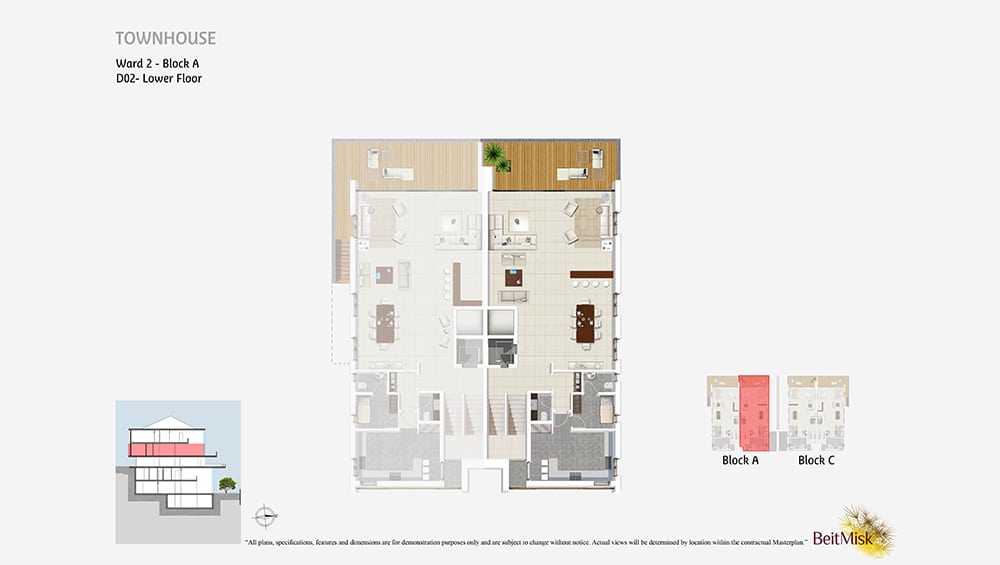 TOWNHOUSE
Ward 2 - Block A
D02- Lower Floor
Block A
Block C
"All plans, specifications, features and dimensions are for demonstration purposes only and are subject to change without notice. Actual views will be determined by location within the contractual Masterplan."
BeitMisk